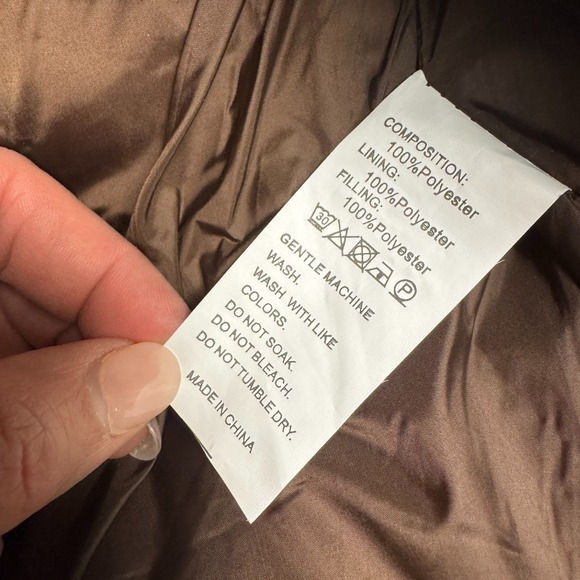 COMPOSITION:
100%Polyester
LINING:
100%Polyester
FILLING:
100%Polyester
30 P
GENTLE MACHINE
WASH.
WASH WITH LIKE
COLORS.
DO NOT SOAK.
DO NOT BLEACH.
DO NOT TUMBLE DRY.
MADE IN CHINA